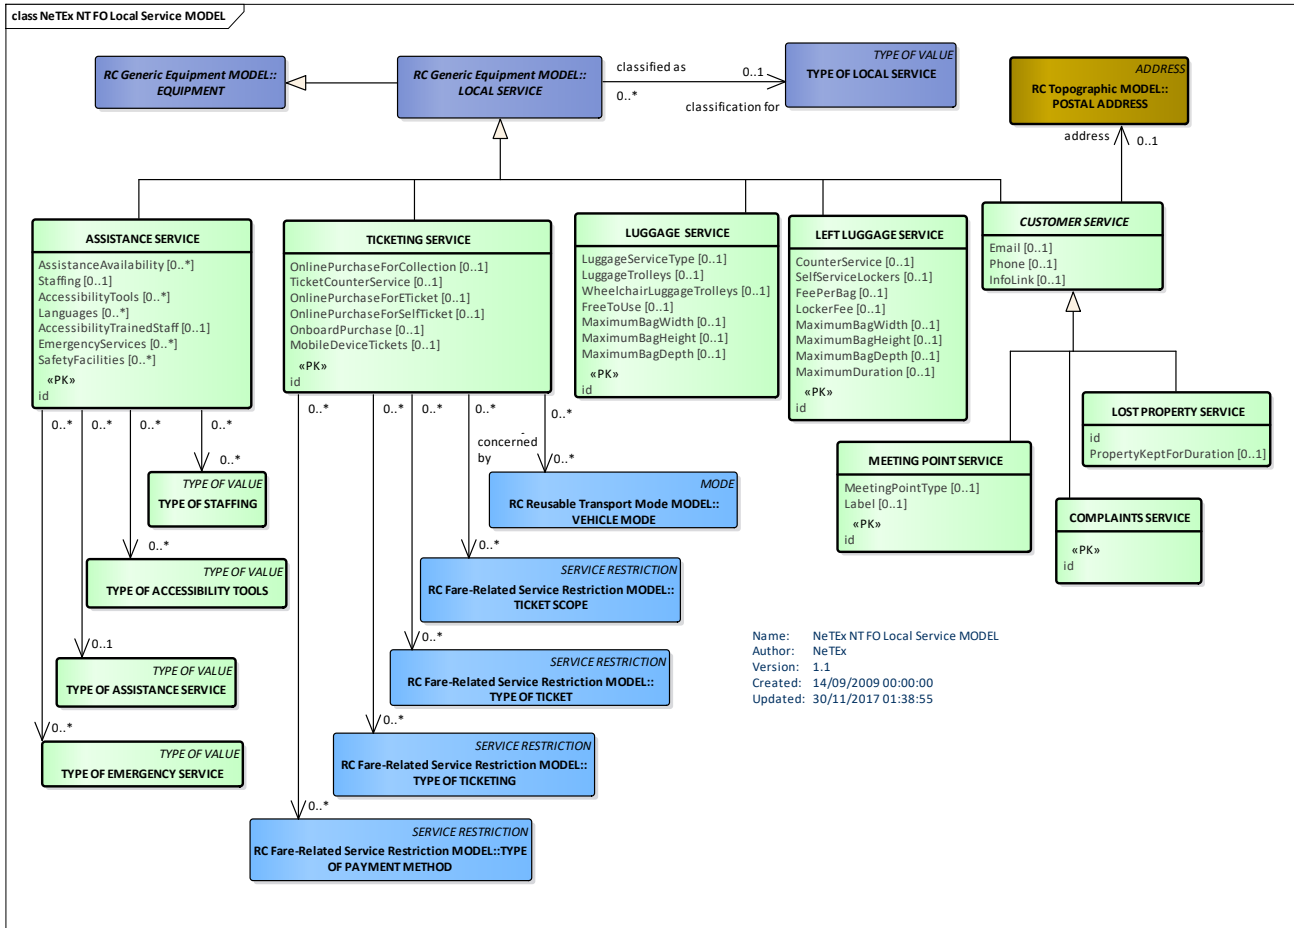 class NeTEx NT FO Local Service MODEL
RC Generic Equipment MODEL::
EQUIPMENT
RC Generic Equipment MODEL::
LOCAL SERVICE
classified as
0..*
0..1
classification for
TYPE OF VALUE
TYPE OF LOCAL SERVICE
ADDRESS
RC Topographic MODEL::
POSTAL ADDRESS
address
0..1
ASSISTANCE SERVICE
AssistanceAvailability [0..*]
Staffing [0..1]
AccessibilityTools [0..*]
Languages [0..*]
AccessibilityTrainedStaff [0..1]
EmergencyServices [0..*]
SafetyFacilities [0..*]
«PK»
id
TICKETING SERVICE
OnlinePurchaseForCollection [0..1]
TicketCounterService [0..1]
OnlinePurchaseForETicket [0..1]
OnlinePurchaseForSelfTicket [0..1]
OnboardPurchase [0..1]
MobileDeviceTickets [0..1]
«PK»
id
LUGGAGE SERVICE
LuggageServiceType [0..1]
LuggageTrolleys [0..1]
WheelchairLuggageTrolleys [0..1]
FreeToUse [0..1]
MaximumBagWidth [0..1]
MaximumBagHeight [0..1]
MaximumBagDepth [0..1]
«PK»
id
LEFT LUGGAGE SERVICE
CounterService [0..1]
SelfServiceLockers [0..1]
FeePerBag [0..1]
LockerFee [0..1]
MaximumBagWidth [0..1]
MaximumBagHeight [0..1]
MaximumBagDepth [0..1]
MaximumDuration [0..1]
«PK»
id
CUSTOMER SERVICE
Email [0..1]
Phone [0..1]
InfoLink [0..1]
LOST PROPERTY SERVICE
id
PropertyKeptForDuration [0..1]
MEETING POINT SERVICE
MeetingPointType [0..1]
Label [0..1]
«PK»
id
COMPLAINTS SERVICE
«PK»
id
0..*
0..*
0..*
0..*
0..*
0..*
0..*
0..*
0..*
concerned
by
0..*
TYPE OF VALUE
TYPE OF STAFFING
0..*
MODE
RC Reusable Transport Mode MODEL::
VEHICLE MODE
0..*
TYPE OF VALUE
TYPE OF ACCESSIBILITY TOOLS
0..*
SERVICE RESTRICTION
RC Fare-Related Service Restriction MODEL::
TICKET SCOPE
0..1
TYPE OF VALUE
TYPE OF ASSISTANCE SERVICE
0..*
SERVICE RESTRICTION
RC Fare-Related Service Restriction MODEL::
TYPE OF TICKET
0..*
TYPE OF VALUE
TYPE OF EMERGENCY SERVICE
0..*
SERVICE RESTRICTION
RC Fare-Related Service Restriction MODEL::
TYPE OF TICKETING
0..*
SERVICE RESTRICTION
RC Fare-Related Service Restriction MODEL::TYPE
OF PAYMENT METHOD
Name: NeTEx NT FO Local Service MODEL
Author: NeTEx
Version: 1.1
Created: 14/09/2009 00:00:00
Updated: 30/11/2017 01:38:55